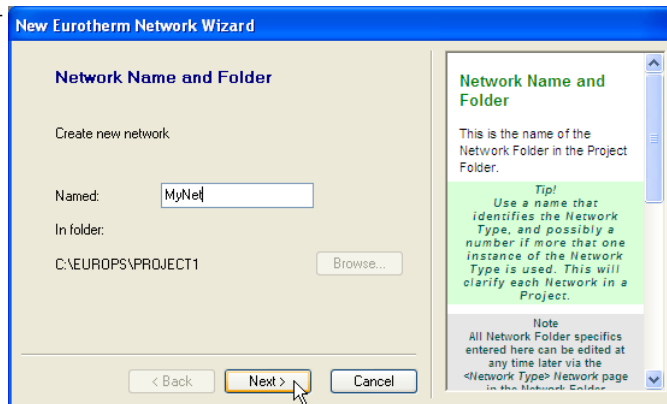 New Eurotherm Network Wizard
Network Name and Folder
Create new network
Named:
MyNet
In folder:
C:\EUROPS\PROJECT1
Browse...
< Back
Next >
Cancel
Network Name and
Folder
This is the name of the
Network Folder in the Project
Folder.
Tip!
Use a name that
identifies the Network
Type, and possibly a
number if more that one
instance of the Network
Type is used. This will
clarify each Network in a
Project.
Note
All Network Folder specifics
entered here can be edited at
any time later via the
<Network Type> Network page
in the Network Folder